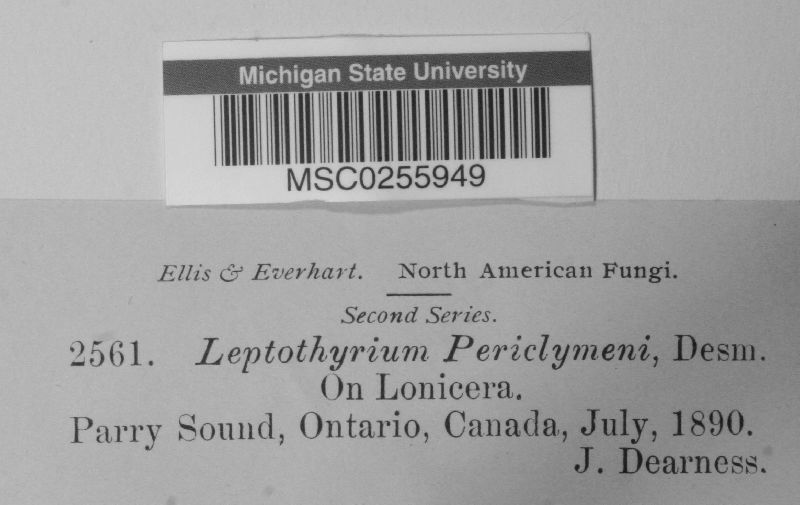 Michigan State University
MSC0255949
Ellis & Everhart. North American Fungi.
Second Series.
2561. Leptothyrium Periclymeni, Desm.
On Lonicera.
Parry Sound, Ontario, Canada, July, 1890.
J. Dearness.